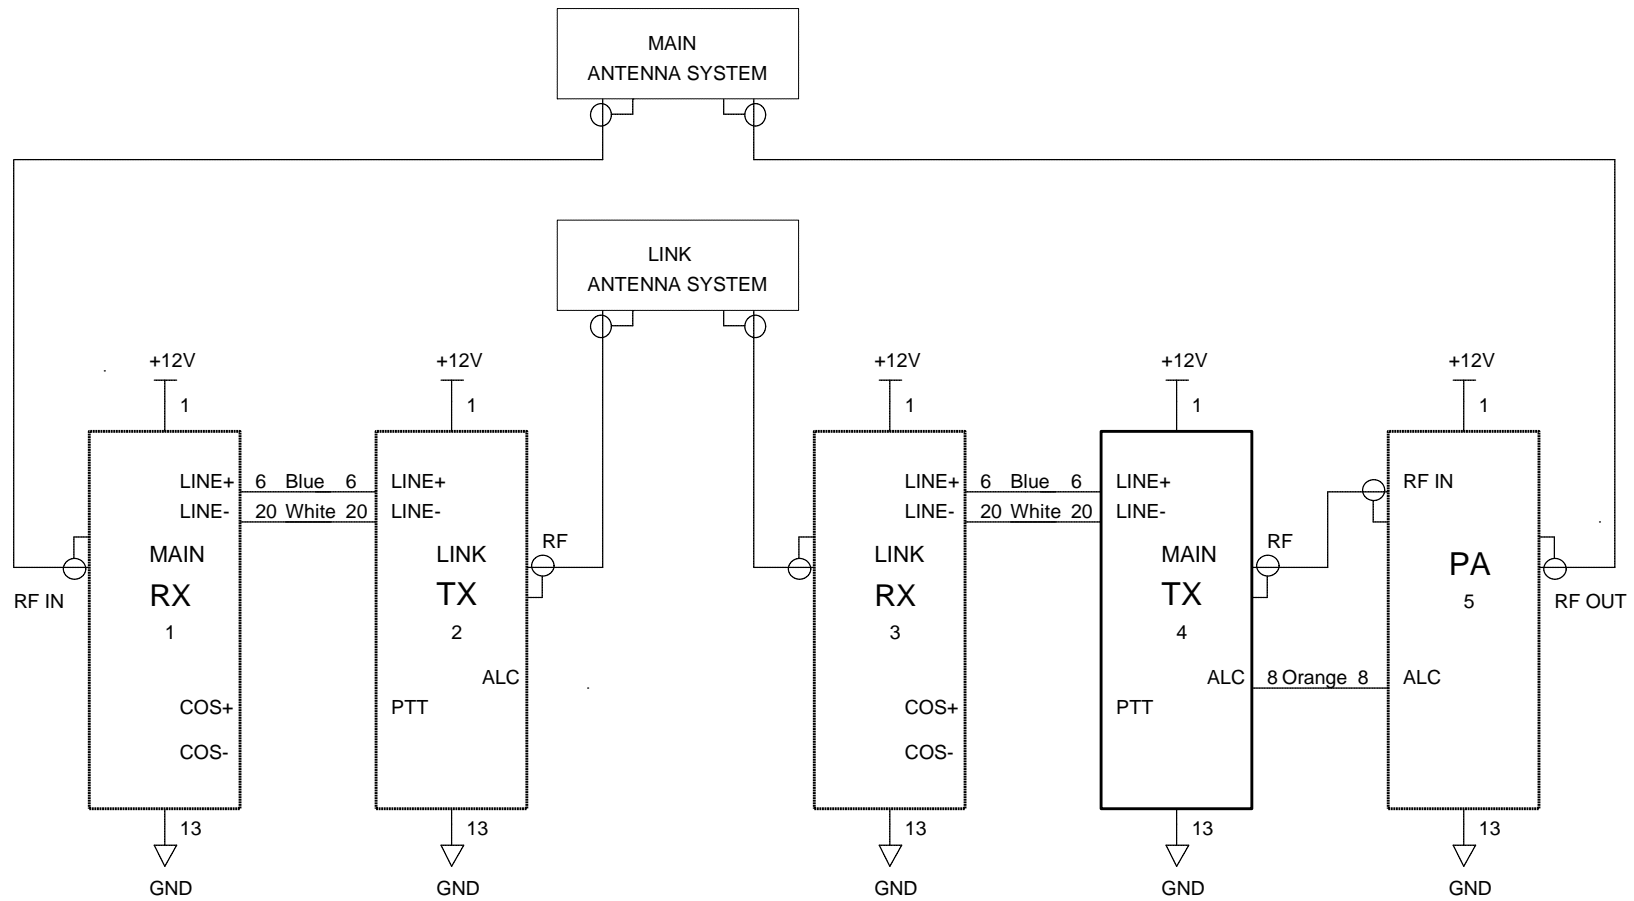 MAIN
ANTENNA SYSTEM
LINK
ANTENNA SYSTEM
+12V +12V +12V +12V +12V
1 1 1 1 1
LINE+ 6 Blue 6 LINE+ LINE+ 6 Blue 6 LINE+ RF IN
LINE- 20 White 20 LINE- LINE- 20 White 20 LINE-
RF RF
MAIN LINK LINK MAIN PA
RX TX RX TX
RF IN 5 RF OUT
1 2 3 4
ALC ALC 8 Orange 8 ALC
COS+ PTT COS+ PTT
COS- COS-
13 13 13 13 13
GND GND GND GND GND